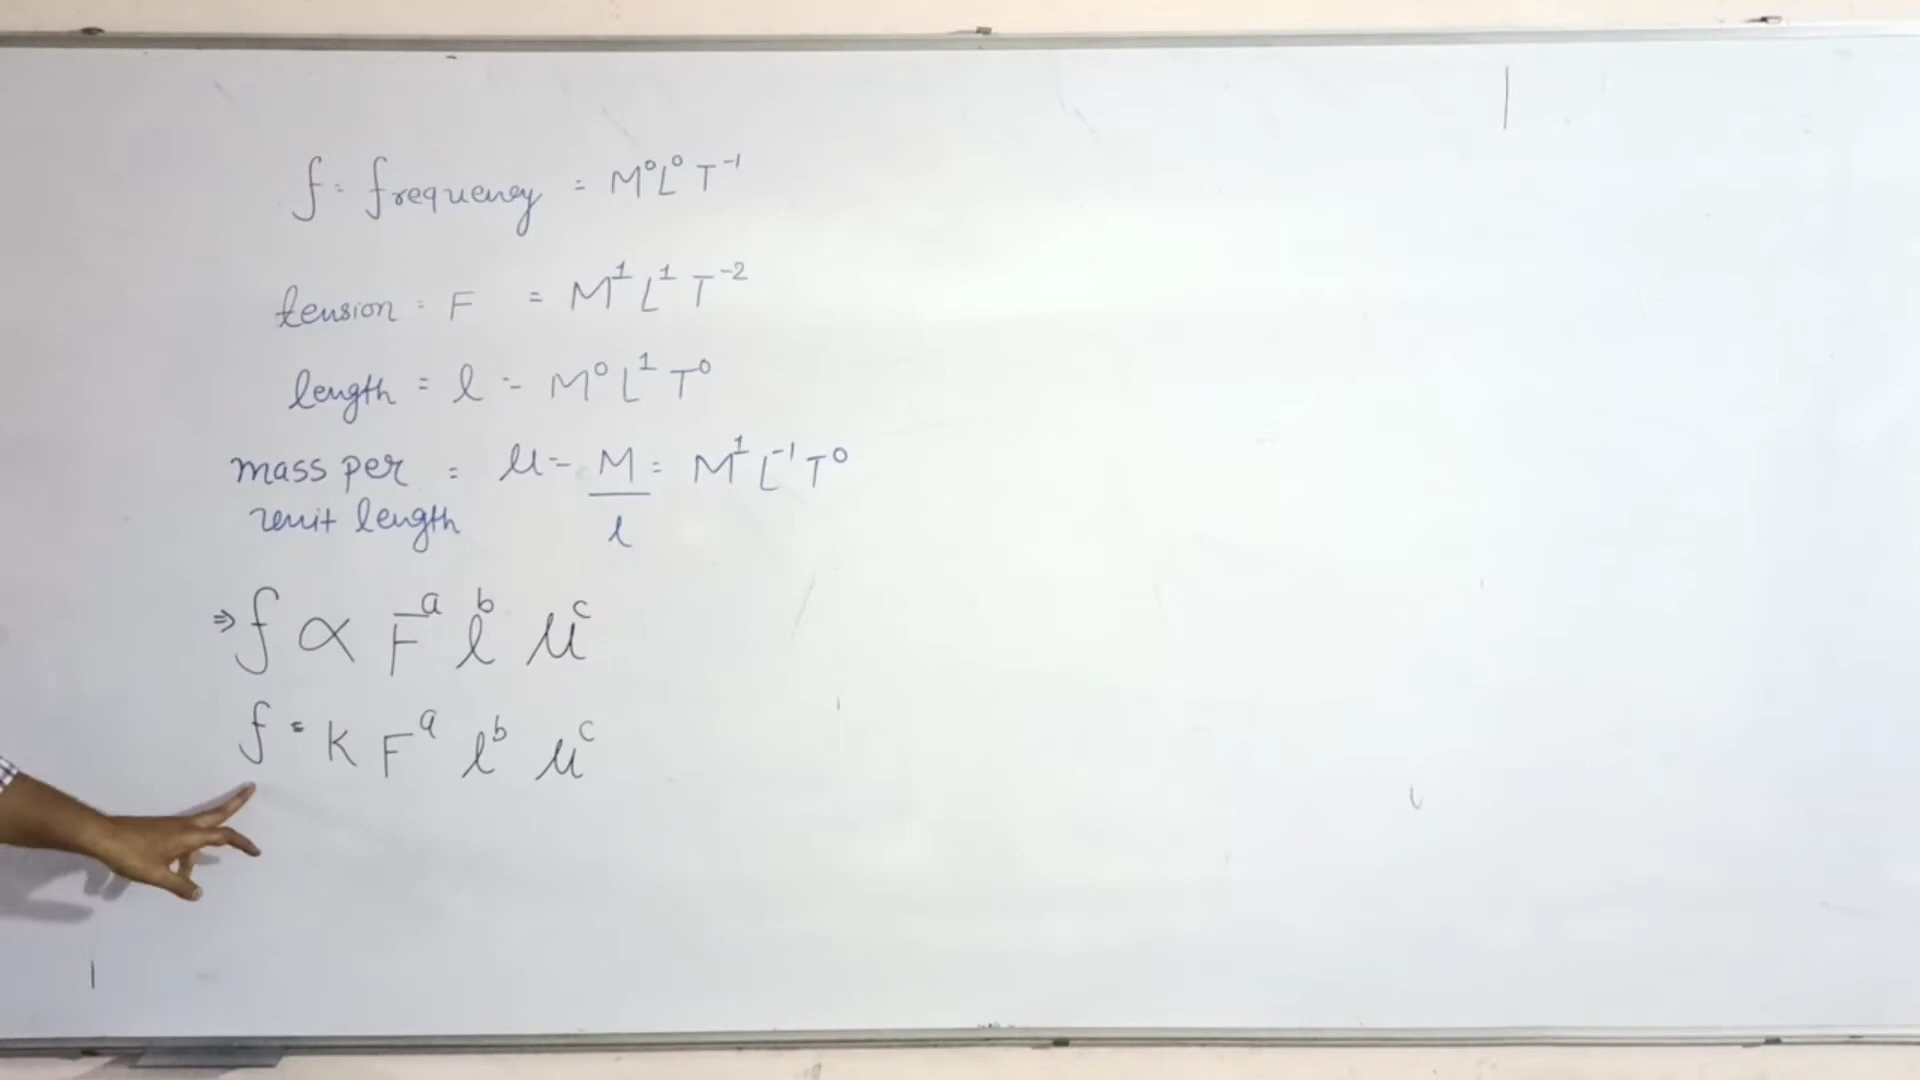 f = frequency = M⁰L⁰T⁻¹
tension = F = M¹L¹T⁻²
length = l = M⁰L¹T⁰
mass per unit length = μ = M/l = M¹L⁻¹T⁰
⇒ f ∝ Fᵃ lᵇ μᶜ
f = K Fᵃ lᵇ μᶜ